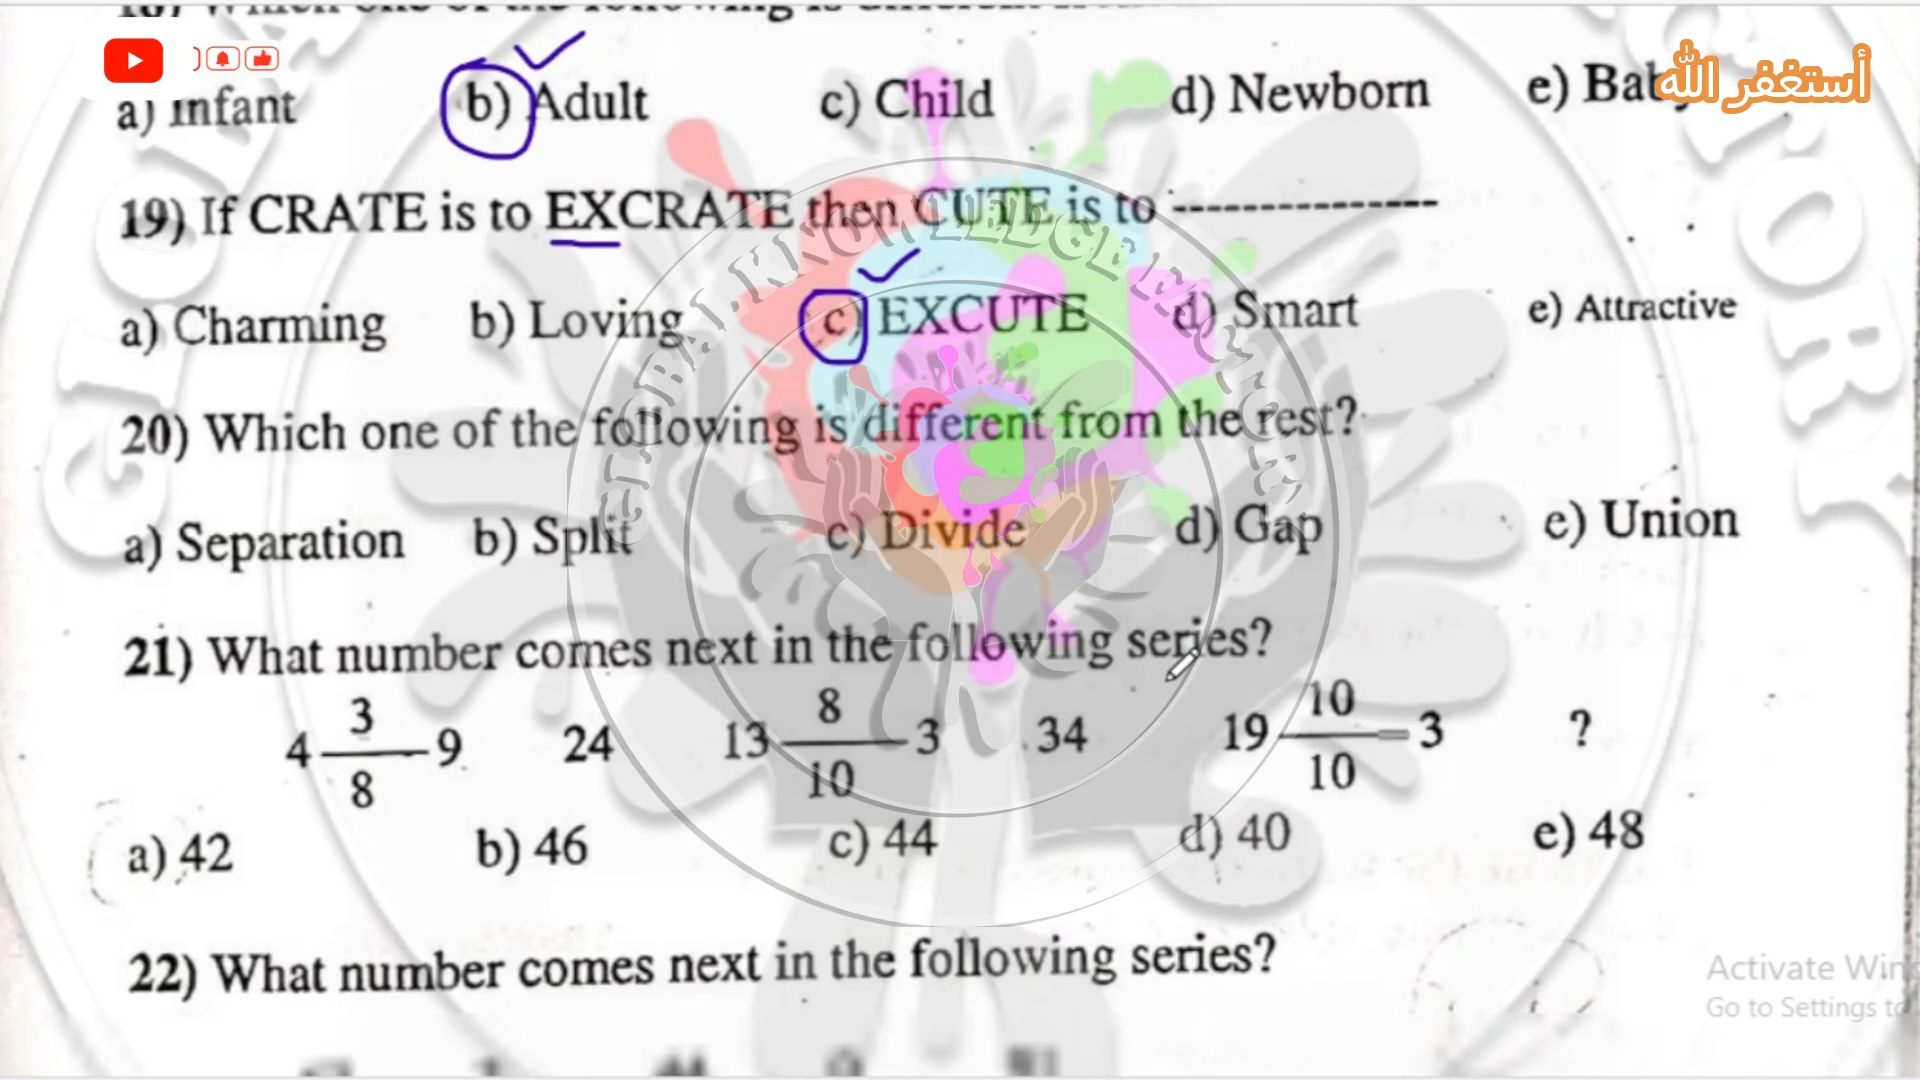 أستغفر الله
a) Infant b) Adult c) Child d) Newborn e) Baby
19) If CRATE is to EXCRATE then CUTE is to ---------------
a) Charming b) Loving c) EXCUTE d) Smart e) Attractive
20) Which one of the following is different from the rest?
a) Separation b) Split c) Divide d) Gap e) Union
21) What number comes next in the following series?
3 8 10
4 9 24 13 3 34 19 3 ?
8 10 10
a) 42 b) 46 c) 44 d) 40 e) 48
22) What number comes next in the following series?
GLOBAL KNOWLEDGE FACTORY
Activate Win
Go to Settings to